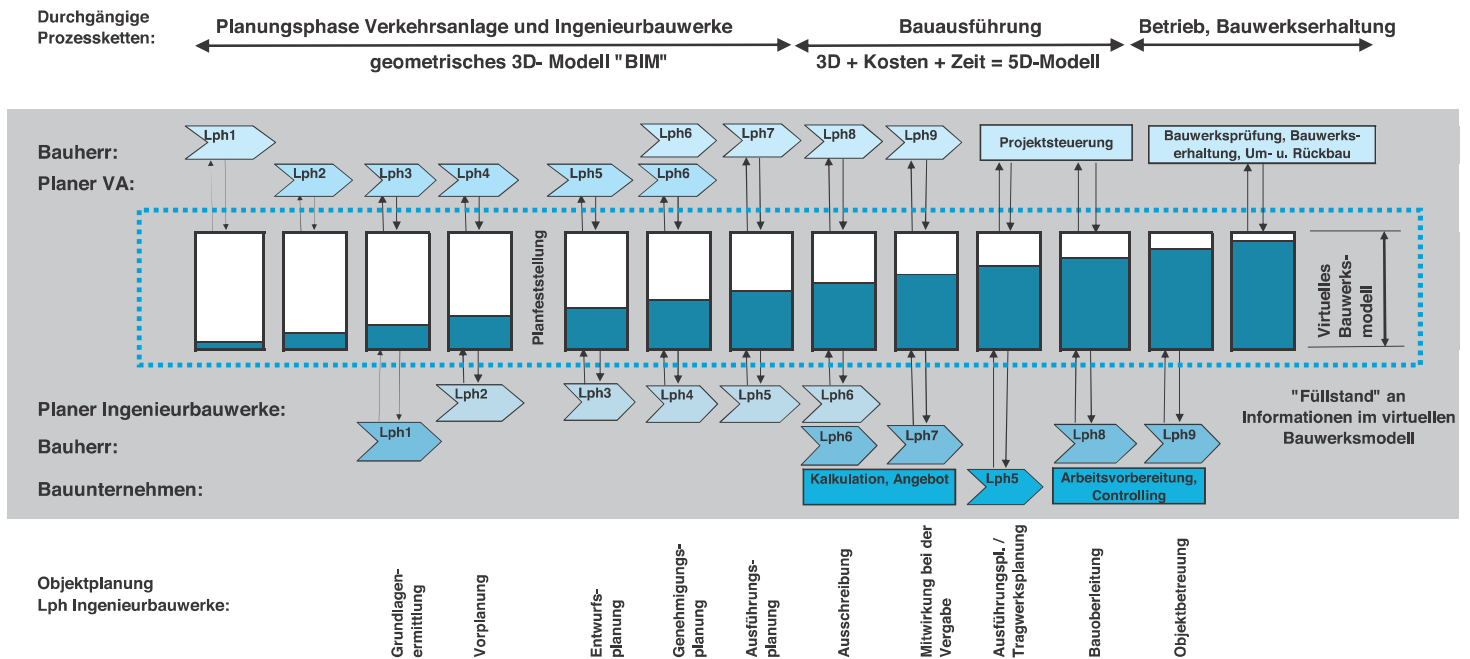 Durchgängige
Prozessketten:
Planungsphase Verkehrsanlage und Ingenieurbauwerke
Bauausführung
Betrieb, Bauwerkserhaltung
geometrisches 3D- Modell "BIM"
3D + Kosten + Zeit = 5D-Modell
Bauherr:
Lph1
Lph6
Lph7
Lph8
Lph9
Projektsteuerung
Bauwerksprüfung, Bauwerks-
erhaltung, Um- u. Rückbau
Planer VA:
Lph2
Lph3
Lph4
Lph5
Lph6
Planfeststellung
Virtuelles
Bauwerks-
modell
Planer Ingenieurbauwerke:
Lph2
Lph3
Lph4
Lph5
Lph6
"Füllstand" an
Informationen im virtuellen
Bauwerksmodell
Bauherr:
Lph1
Lph6
Lph7
Lph8
Lph9
Bauunternehmen:
Kalkulation, Angebot
Lph5
Arbeitsvorbereitung,
Controlling
Objektplanung
Lph Ingenieurbauwerke:
Grundlagen-
ermittlung
Vorplanung
Entwurfs-
planung
Genehmigungs-
planung
Ausführungs-
planung
Ausschreibung
Mitwirkung bei der
Vergabe
Ausführungspl. /
Tragwerksplanung
Bauoberleitung
Objektbetreuung